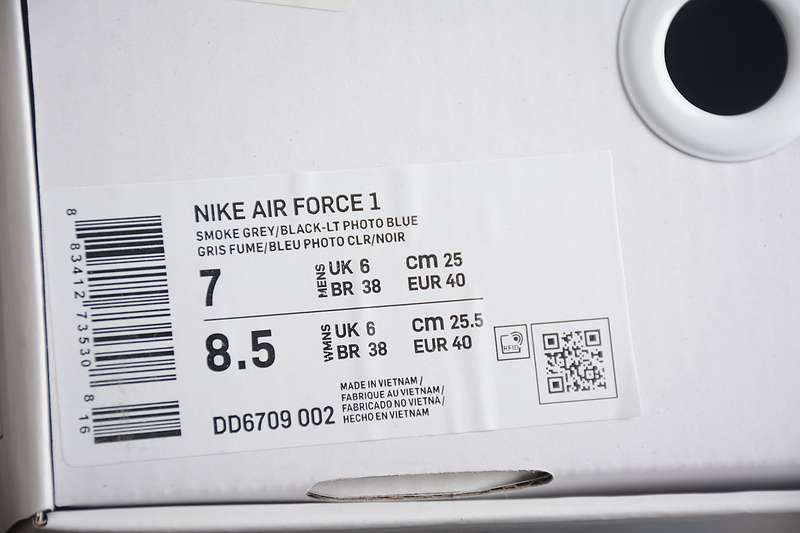 NIKE AIR FORCE 1
SMOKE GREY/BLACK-LT PHOTO BLUE
GRIS FUME/BLEU PHOTO CLR/NOIR
7 MENS UK 6 cm 25
BR 38 EUR 40
8.5 WMNS UK 6 cm 25.5
BR 38 EUR 40
RFID
DD6709 002
MADE IN VIETNAM /
FABRIQUE AU VIETNAM /
FABRICADO NO VIETNA /
HECHO EN VIETNAM
8 83412 73530 8 16